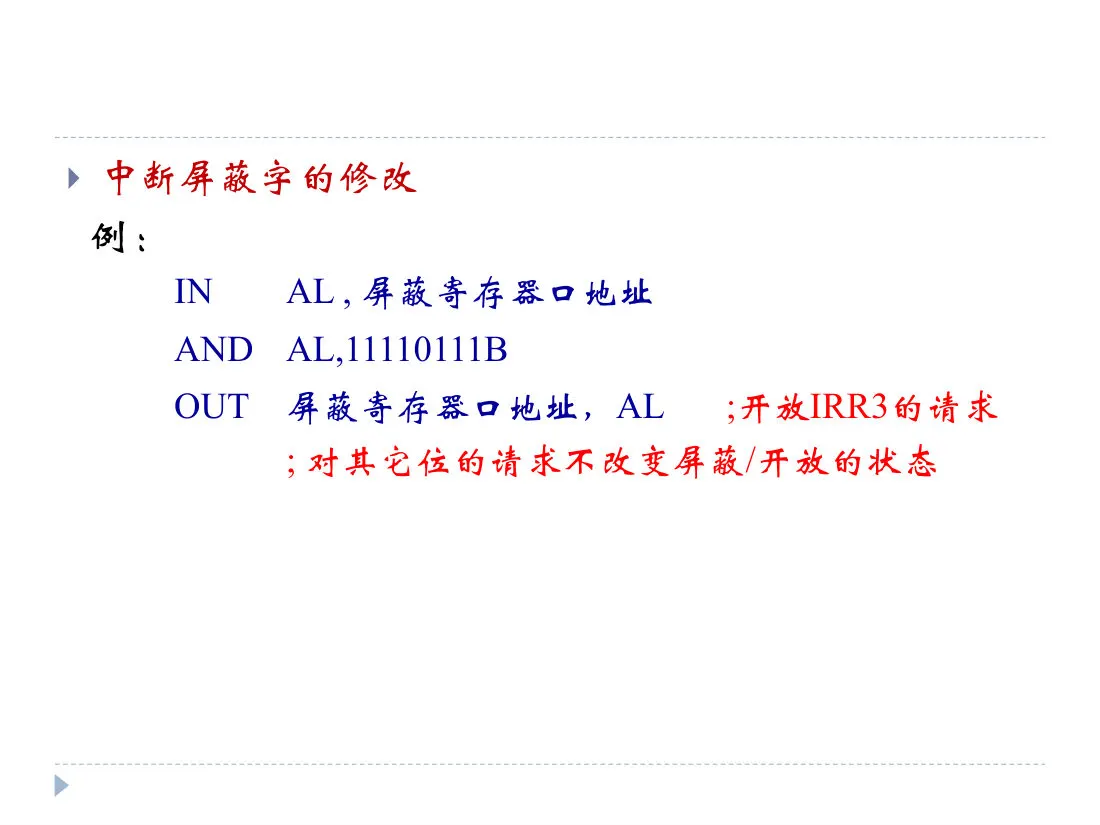 中断屏蔽字的修改
例：
IN AL , 屏蔽寄存器口地址
AND AL,11110111B
OUT 屏蔽寄存器口地址，AL ;开放IRR3的请求
; 对其它位的请求不改变屏蔽/开放的状态